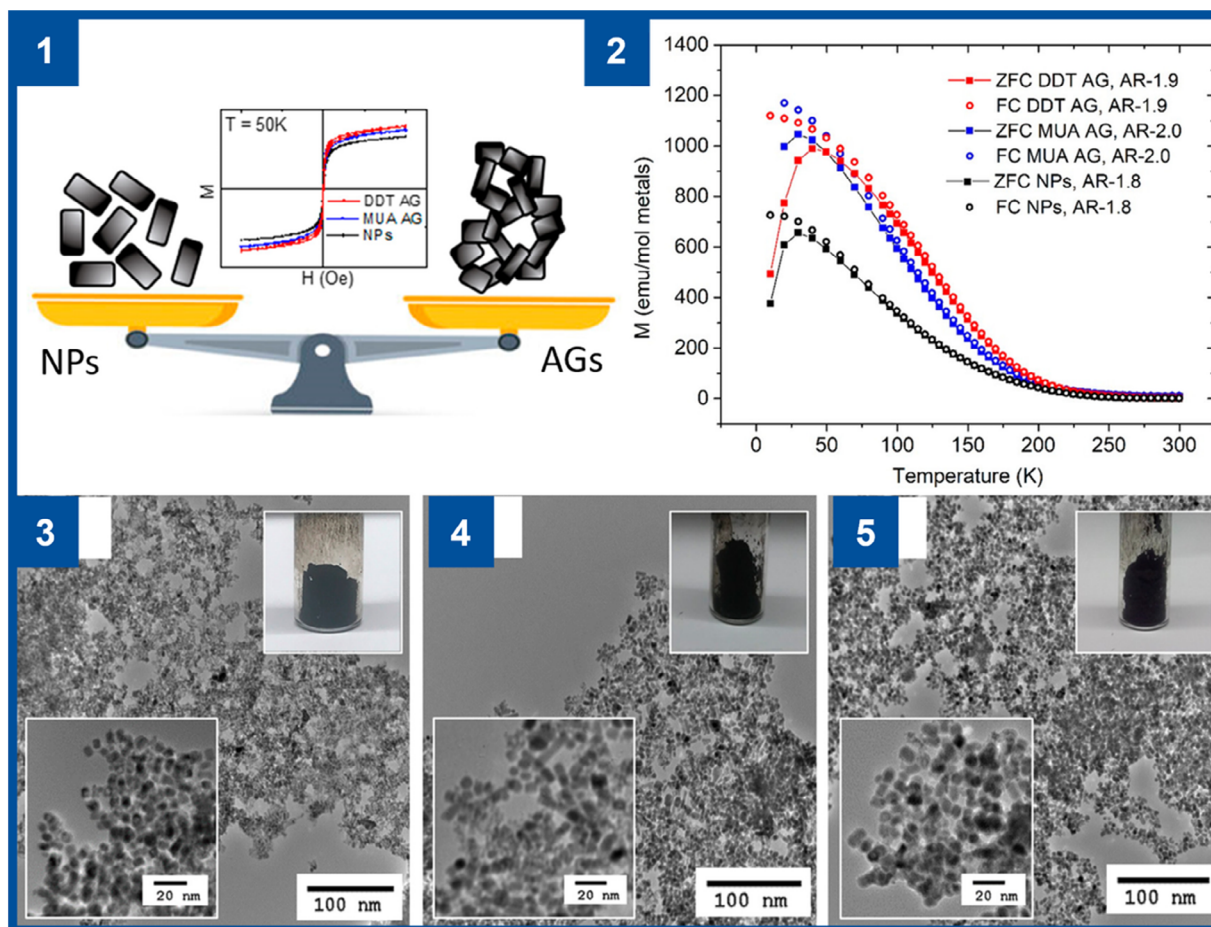 1
T = 50K
M
DDT AG
MUA AG
NPs
H (Oe)
NPs
AGs
2
1400
1200
1000
800
600
400
200
0
M (emu/mol metals)
ZFC DDT AG, AR-1.9
FC DDT AG, AR-1.9
ZFC MUA AG, AR-2.0
FC MUA AG, AR-2.0
ZFC NPs, AR-1.8
FC NPs, AR-1.8
0 50 100 150 200 250 300
Temperature (K)
3
20 nm
100 nm
4
20 nm
100 nm
5
20 nm
100 nm